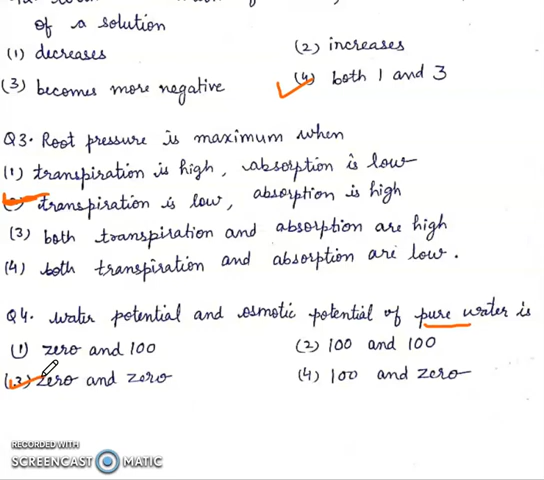 of a solution
(1) decreases (2) increases
(3) becomes more negative (4) both 1 and 3
Q3. Root pressure is maximum when
(1) transpiration is high, absorption is low
transpiration is low, absorption is high
(3) both transpiration and absorption are high
(4) both transpiration and absorption are low.
Q4. Water potential and osmotic potential of pure water is
(1) zero and 100 (2) 100 and 100
(3) zero and zero (4) 100 and zero
RECORDED WITH
SCREENCAST MATIC